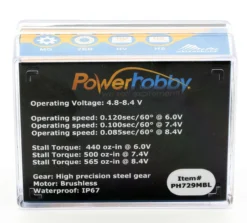 Powerhobby
Operating Voltage: 4.8-8.4 V
Operating speed: 0.120sec/60° @ 6.0V
Operating speed: 0.100sec/60° @ 7.4V
Operating speed: 0.085sec/60° @ 8.4V
Stall Torque: 440 oz-in @ 6.0V
Stall Torque: 500 oz-in @ 7.4V
Stall Torque: 565 oz-in @ 8.4V
Gear: High precision steel gear
Motor: Brushless
Waterproof: IP67
Item#
PH729MBL